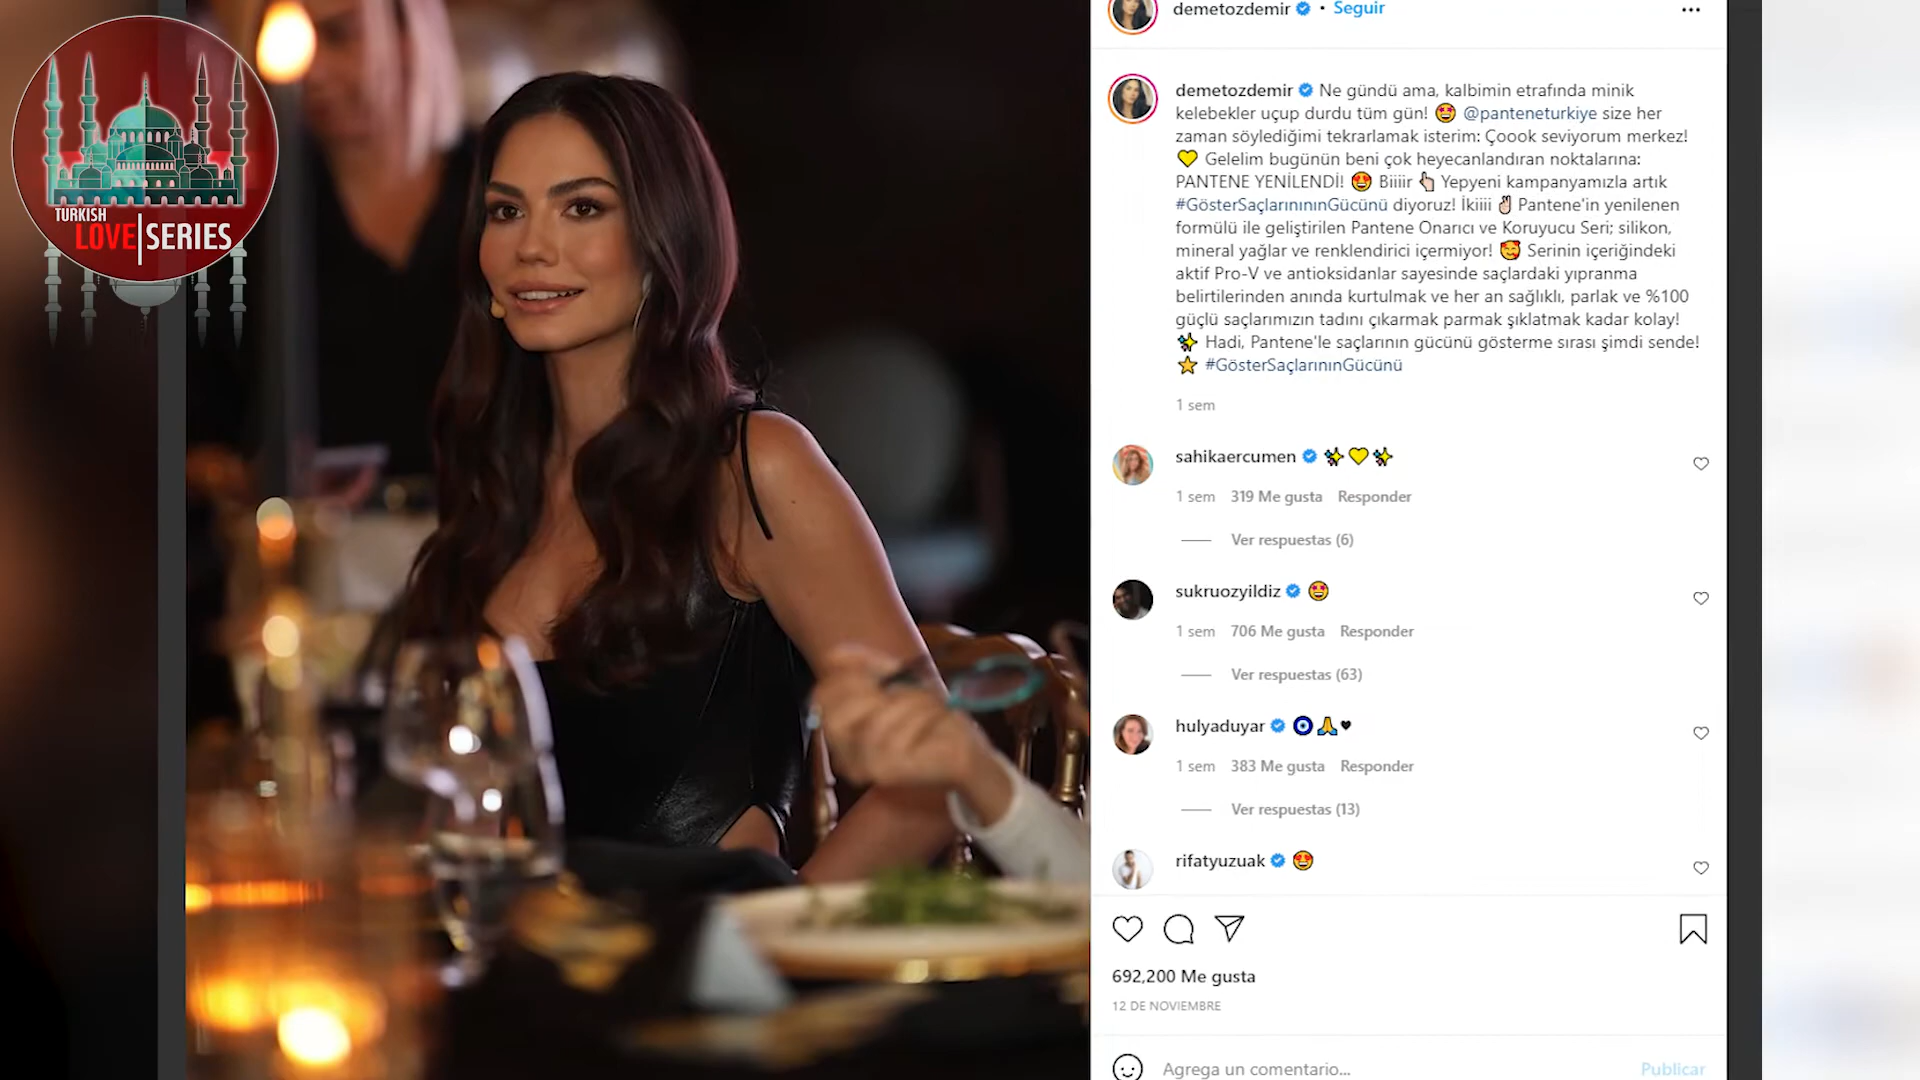 TURKISH
LOVE SERIES
demetozdemir • Seguir
demetozdemir Ne gündü ama, kalbimin etrafında minik
kelebekler uçup durdu tüm gün! 🤩 @panteneturkiye size her
zaman söylediğimi tekrarlamak isterim: Çoook seviyorum merkez!
💛 Gelelim bugünün beni çok heyecanlandıran noktalarına:
PANTENE YENİLENDİ! 😍 Biiiir 👆🏻 Yepyeni kampanyamızla artık
#GösterSaçlarınınınGücünü diyoruz! İkiiii ✌🏻 Pantene'in yenilenen
formülü ile geliştirilen Pantene Onarıcı ve Koruyucu Seri; silikon,
mineral yağlar ve renklendirici içermiyor! 🥰 Serinin içeriğindeki
aktif Pro-V ve antioksidanlar sayesinde saçlardaki yıpranma
belirtilerinden anında kurtulmak ve her an sağlıklı, parlak ve %100
güçlü saçlarımızın tadını çıkarmak parmak şıklatmak kadar kolay!
✨ Hadi, Pantene'le saçlarının gücünü gösterme sırası şimdi sende!
⭐ #GösterSaçlarınınGücünü
1 sem
sahikaercumen ✨💛✨
1 sem 319 Me gusta Responder
Ver respuestas (6)
sukruozyildiz 🤩
1 sem 706 Me gusta Responder
Ver respuestas (63)
hulyaduyar 🧿🙏♥
1 sem 383 Me gusta Responder
Ver respuestas (13)
rifatyuzuak 😍
692,200 Me gusta
12 DE NOVIEMBRE
Agrega un comentario... Publicar